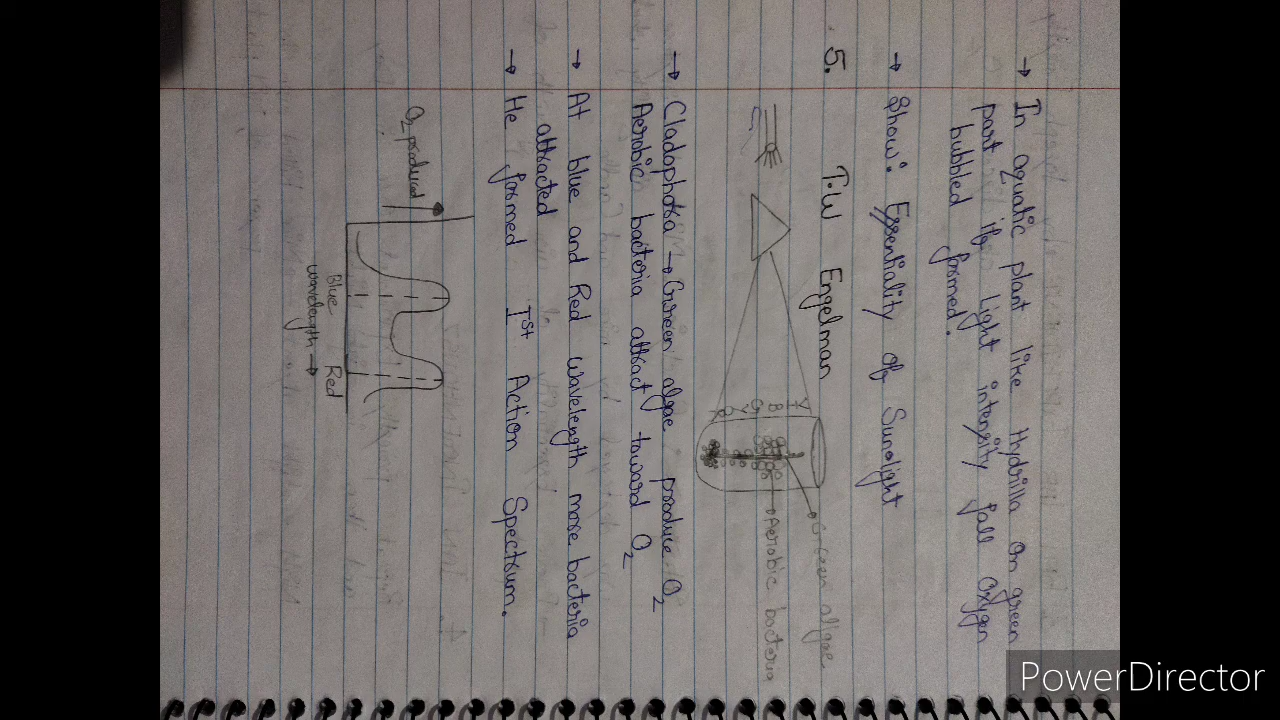 → In aquatic plant like Hydrilla on green
part if Light intensity fall Oxygen
bubbled formed.
→ Show: Essentiality of Sunlight
5. T.W Engelman
V
B
G
Y
O
R
Green algae
Aerobic bacteria
→ Cladophora → Green algae produce O2
Aerobic bacteria attract toward O2
→ At blue and Red wavelength more bacteria
attracted
→ He formed Ist Action Spectrum.
O2 produced
Blue Red
wavelength →
PowerDirector